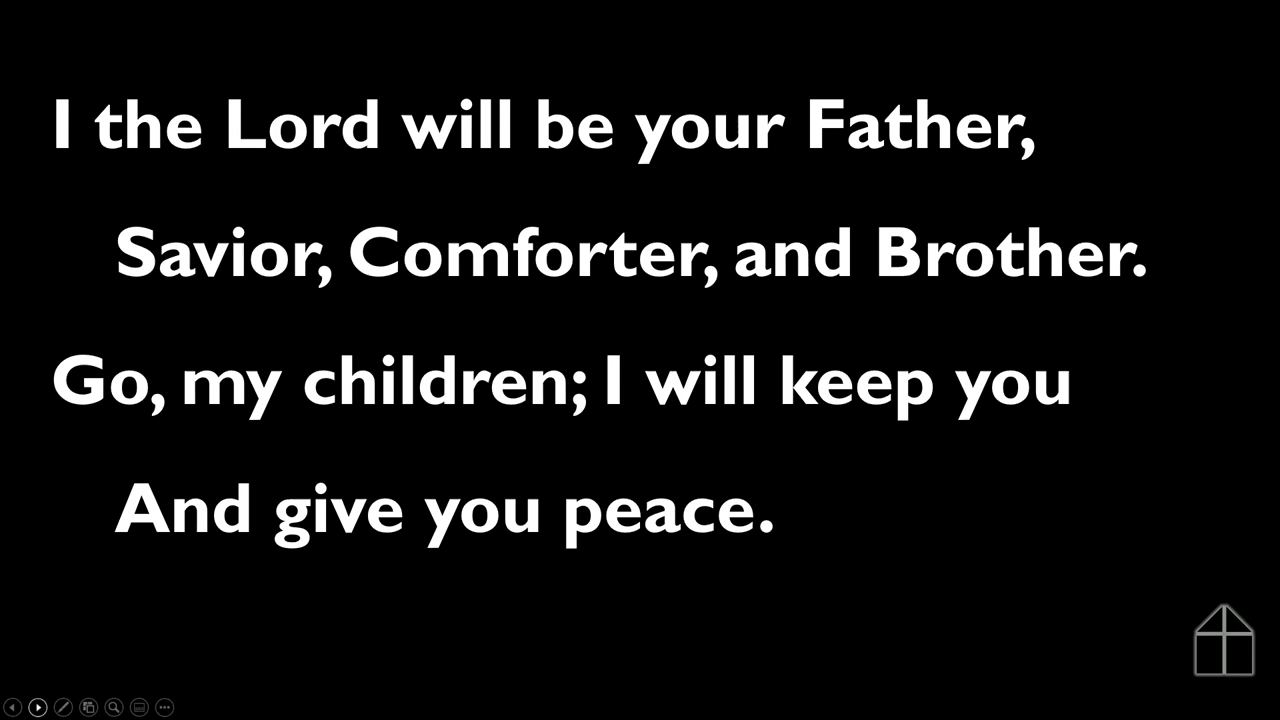 I the Lord will be your Father,
Savior, Comforter, and Brother.
Go, my children; I will keep you
And give you peace.